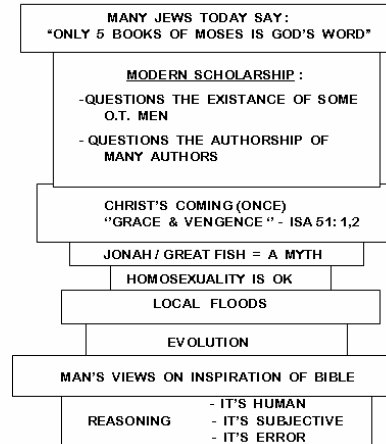 MANY JEWS TODAY SAY:
“ONLY 5 BOOKS OF MOSES IS GOD’S WORD”
MODERN SCHOLARSHIP :
-QUESTIONS THE EXISTANCE OF SOME
O.T. MEN
- QUESTIONS THE AUTHORSHIP OF
MANY AUTHORS
CHRIST’S COMING (ONCE)
“GRACE & VENGENCE “ - ISA 51: 1,2
JONAH / GREAT FISH = A MYTH
HOMOSEXUALITY IS OK
LOCAL FLOODS
EVOLUTION
MAN’S VIEWS ON INSPIRATION OF BIBLE
- IT’S HUMAN
REASONING - IT’S SUBJECTIVE
- IT’S ERROR